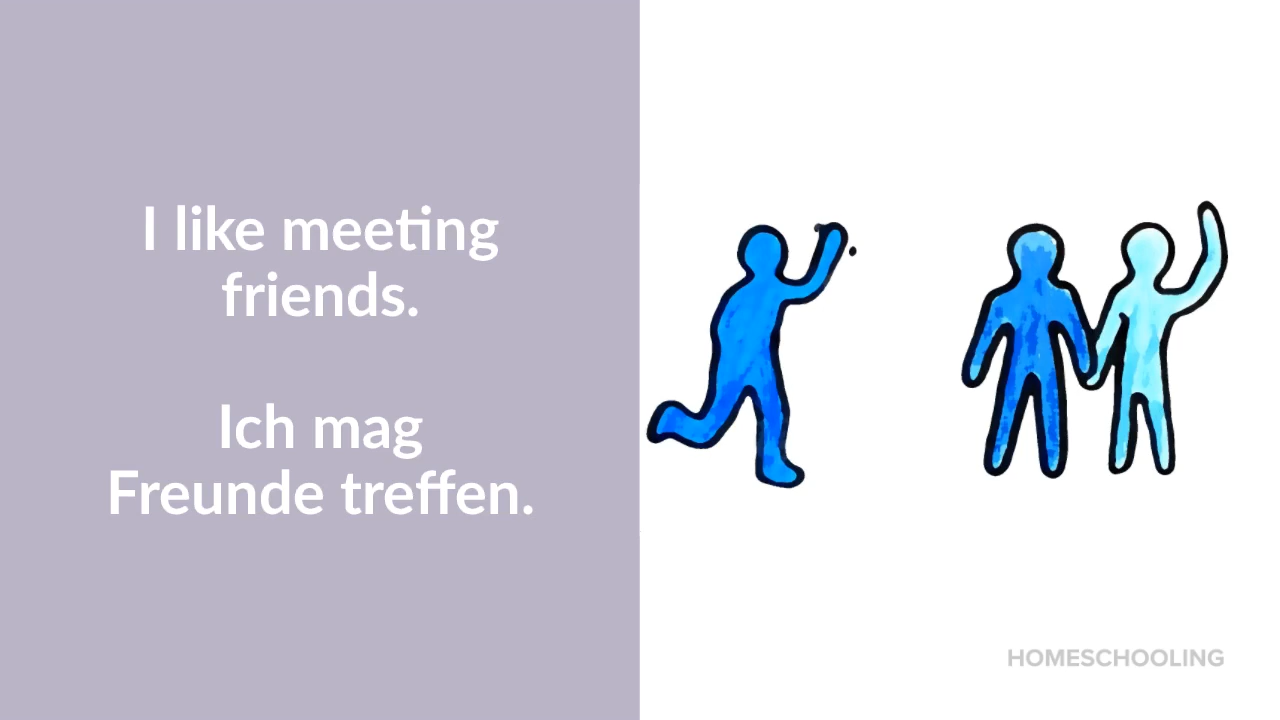 I like meeting
friends.
Ich mag
Freunde treffen.
HOMESCHOOLING